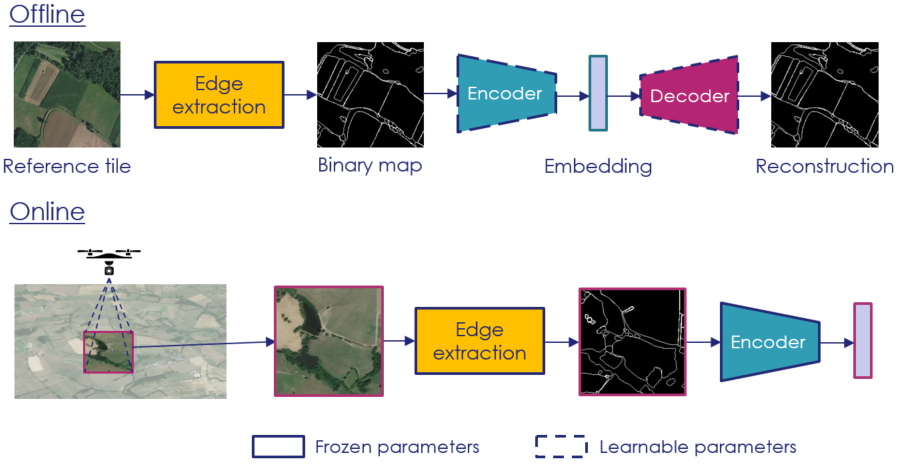 Offline
Edge
extraction
Encoder
Decoder
Reference tile
Binary map
Embedding
Reconstruction
Online
Edge
extraction
Encoder
Frozen parameters
Learnable parameters